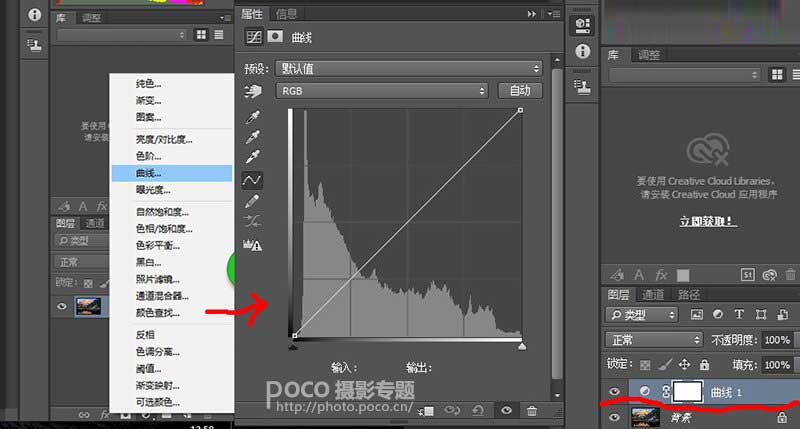 库 调整
要使用
请安装
图层 通道
类型
正常
锁定:
纯色...
渐变...
图案...
亮度/对比度...
色阶...
曲线...
曝光度...
自然饱和度...
色相/饱和度...
色彩平衡...
黑白...
照片滤镜...
通道混合器...
颜色查找...
反相
色调分离...
阈值...
渐变映射...
可选颜色...
属性 信息
曲线
预设: 默认值
RGB 自动
输入: 输出:
poco 摄影专题
http://photo.poco.cn/
库 调整
要使用 Creative Cloud Libraries,
请安装 Creative Cloud 应用程序
立即获取!
St
图层 通道 路径
类型
正常 不透明度: 100%
锁定: 填充: 100%
曲线 1
背景